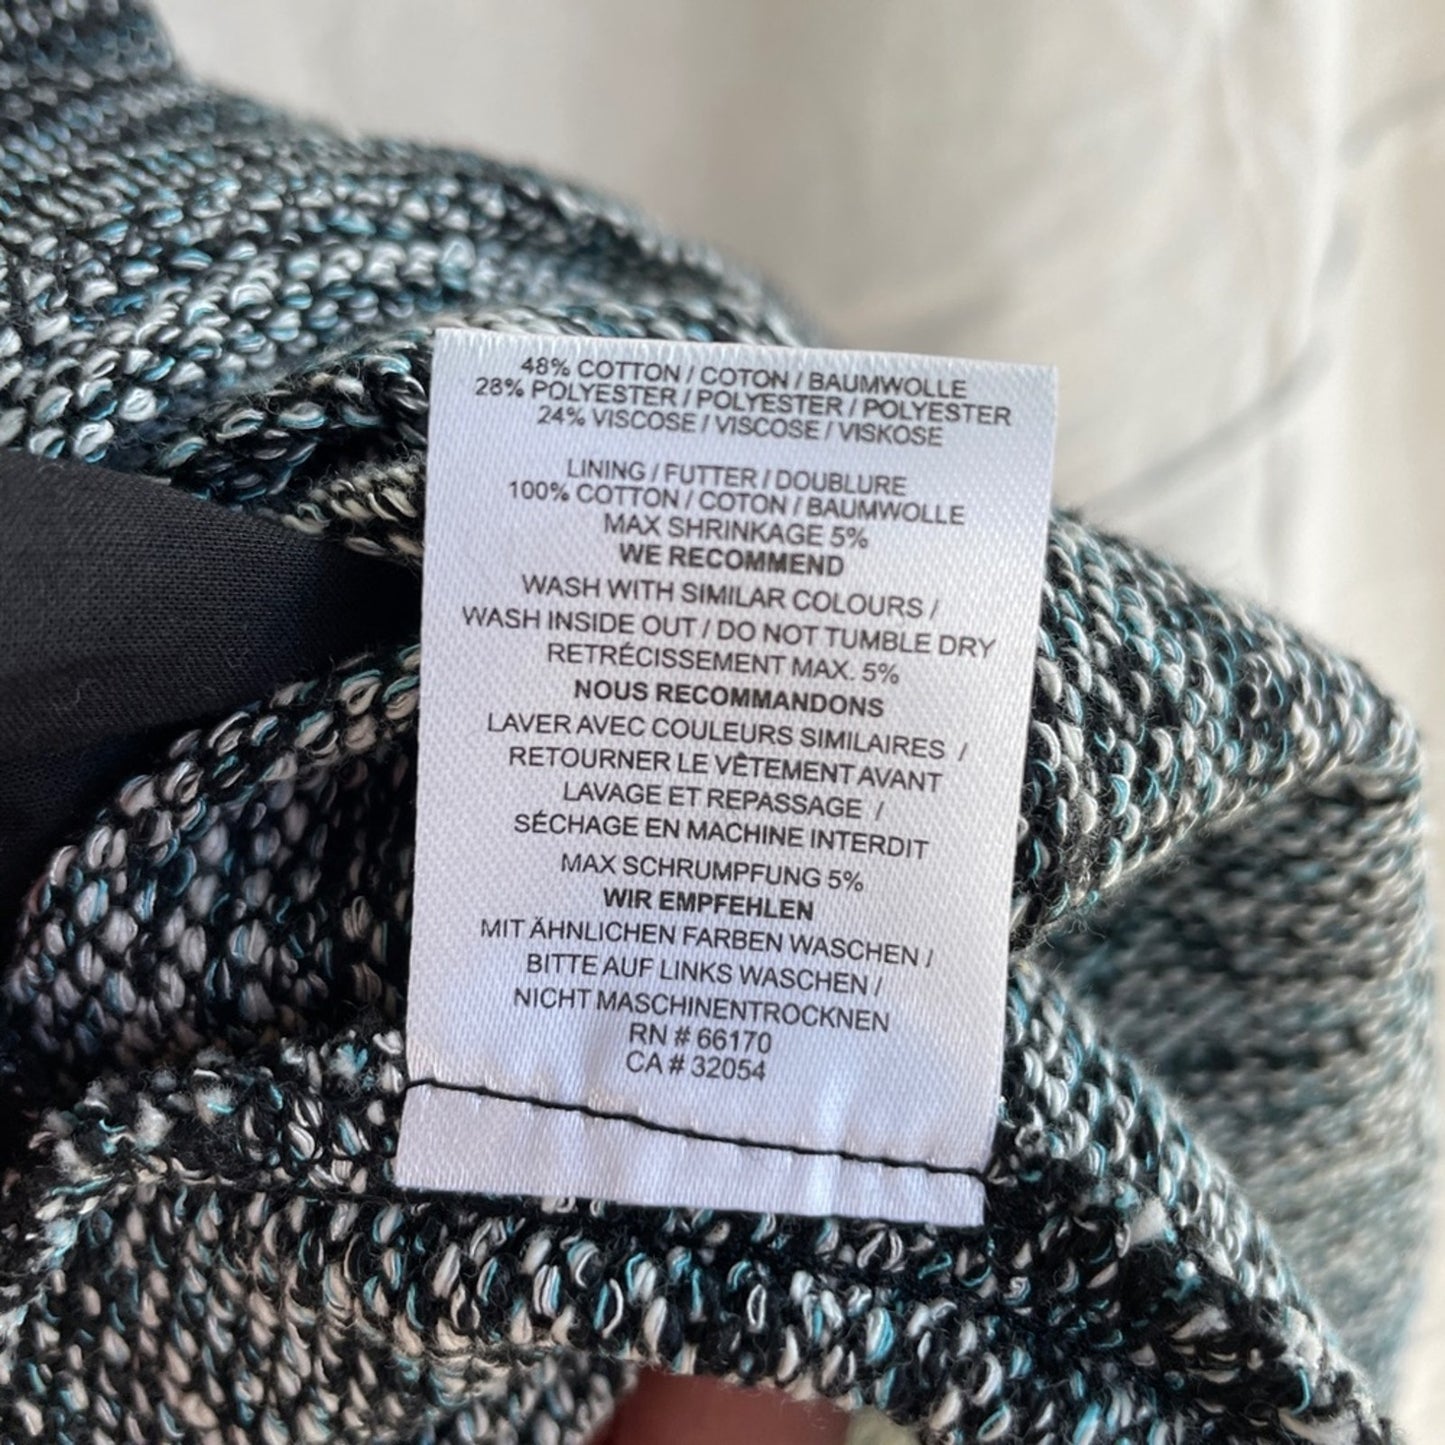 48% COTTON / COTON / BAUMWOLLE
28% POLYESTER / POLYESTER / POLYESTER
24% VISCOSE / VISCOSE / VISKOSE
LINING / FUTTER / DOUBLURE
100% COTTON / COTON / BAUMWOLLE
MAX SHRINKAGE 5%
WE RECOMMEND
WASH WITH SIMILAR COLOURS /
WASH INSIDE OUT / DO NOT TUMBLE DRY
RETRÉCISSEMENT MAX. 5%
NOUS RECOMMANDONS
LAVER AVEC COULEURS SIMILAIRES /
RETOURNER LE VÊTEMENT AVANT
LAVAGE ET REPASSAGE /
SÉCHAGE EN MACHINE INTERDIT
MAX SCHRUMPFUNG 5%
WIR EMPFEHLEN
MIT ÄHNLICHEN FARBEN WASCHEN /
BITTE AUF LINKS WASCHEN /
NICHT MASCHINENTROCKNEN
RN # 66170
CA # 32054